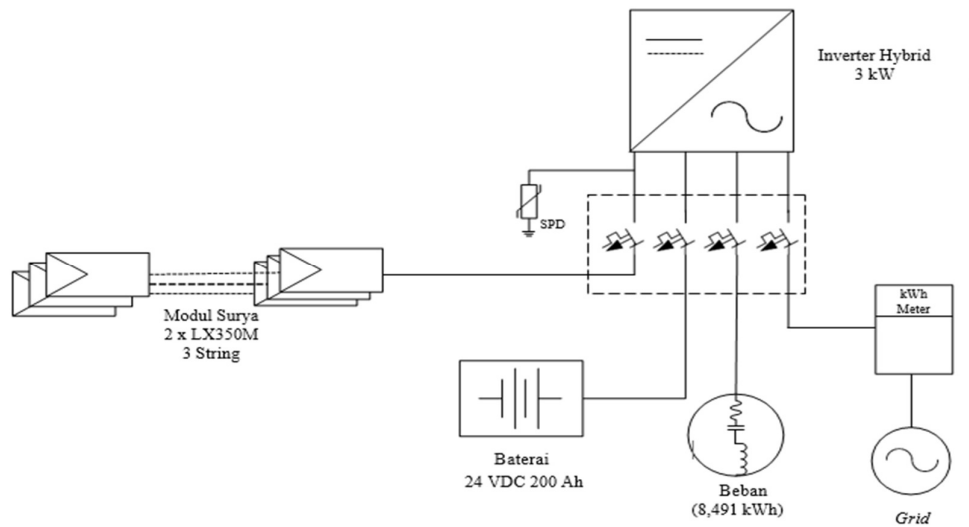 Inverter Hybrid
3 kW
SPD
kWh
Meter
Modul Surya
2 x LX350M
3 String
Baterai
24 VDC 200 Ah
Beban
(8,491 kWh)
Grid